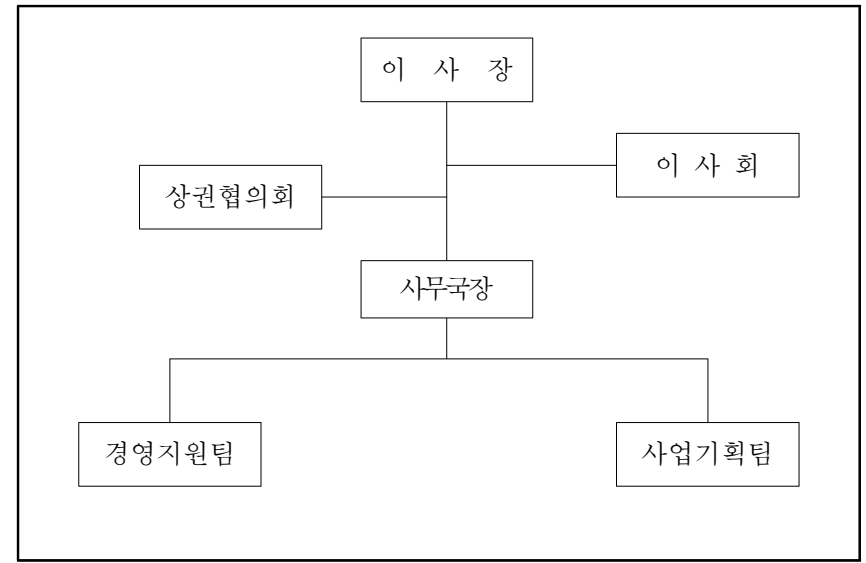 이 사 장
이 사 회
상권협의회
사무국장
경영지원팀
사업기획팀